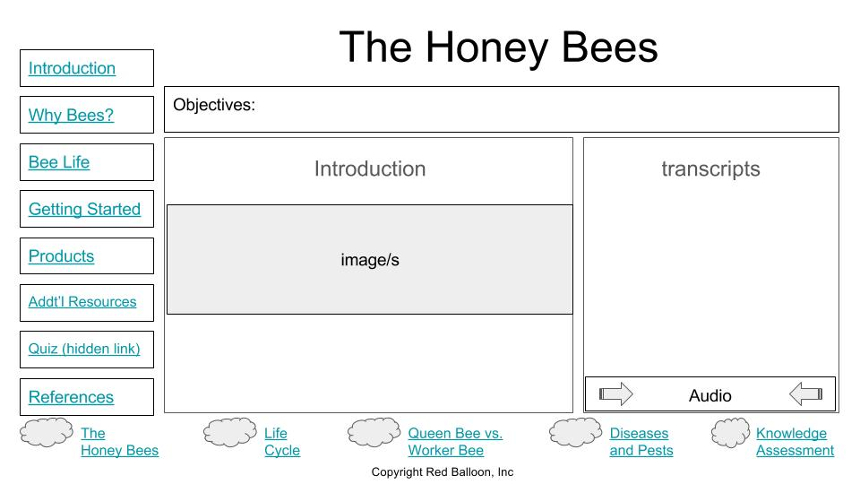 The Honey Bees
Introduction
Why Bees?
Bee Life
Getting Started
Products
Addt'l Resources
Quiz (hidden link)
References
Objectives:
Introduction
image/s
transcripts
Audio
The
Honey Bees
Life
Cycle
Queen Bee vs.
Worker Bee
Diseases
and Pests
Knowledge
Assessment
Copyright Red Balloon, Inc